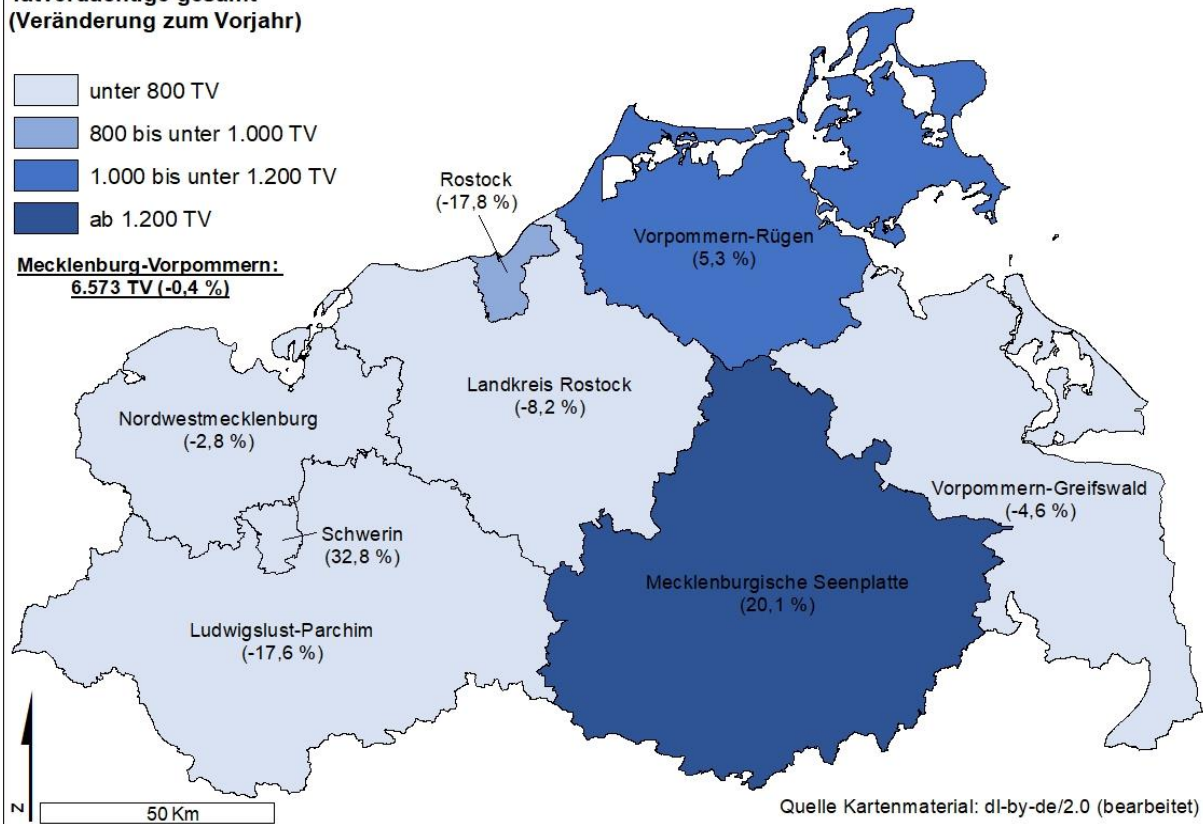 (Veränderung zum Vorjahr)
unter 800 TV
800 bis unter 1.000 TV
1.000 bis unter 1.200 TV
ab 1.200 TV
Mecklenburg-Vorpommern:
6.573 TV (-0,4 %)
Rostock
(-17,8 %)
Vorpommern-Rügen
(5,3 %)
Landkreis Rostock
(-8,2 %)
Nordwestmecklenburg
(-2,8 %)
Vorpommern-Greifswald
(-4,6 %)
Schwerin
(32,8 %)
Mecklenburgische Seenplatte
(20,1 %)
Ludwigslust-Parchim
(-17,6 %)
N
50 Km
Quelle Kartenmaterial: dl-by-de/2.0 (bearbeitet)